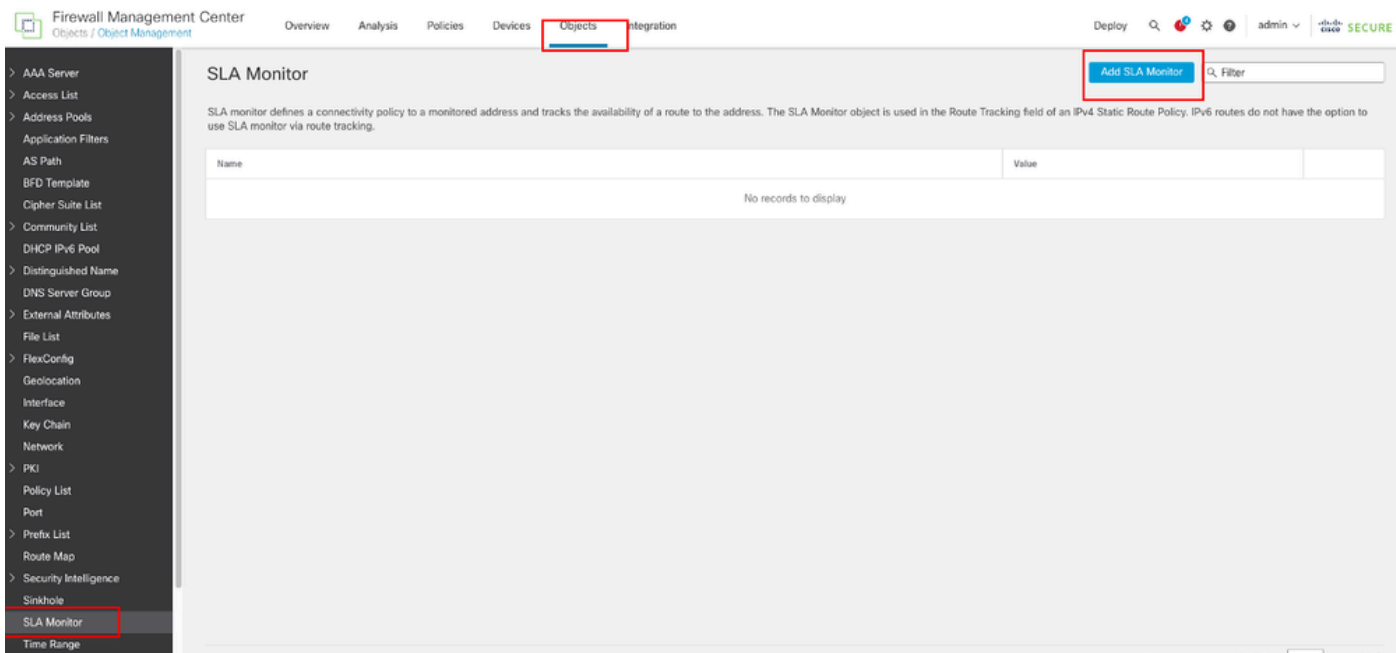 Firewall Management Center
Objects / Object Management
Overview Analysis Policies Devices Objects Integration
Deploy admin
cisco SECURE
AAA Server
Access List
Address Pools
Application Filters
AS Path
BFD Template
Cipher Suite List
Community List
DHCP IPv6 Pool
Distinguished Name
DNS Server Group
External Attributes
File List
FlexConfig
Geolocation
Interface
Key Chain
Network
PKI
Policy List
Port
Prefix List
Route Map
Security Intelligence
Sinkhole
SLA Monitor
Time Range
SLA Monitor
Add SLA Monitor
Filter
SLA monitor defines a connectivity policy to a monitored address and tracks the availability of a route to the address. The SLA Monitor object is used in the Route Tracking field of an IPv4 Static Route Policy. IPv6 routes do not have the option to
use SLA monitor via route tracking.
Name Value
No records to display